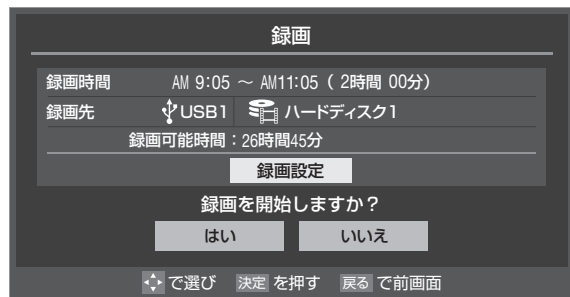 録画
録画時間 AM 9:05 ~ AM11:05 ( 2時間 00分)
録画先 USB1 ハードディスク1
録画可能時間:26時間45分
録画設定
録画を開始しますか?
はい いいえ
で選び 決定 を押す 戻る で前画面